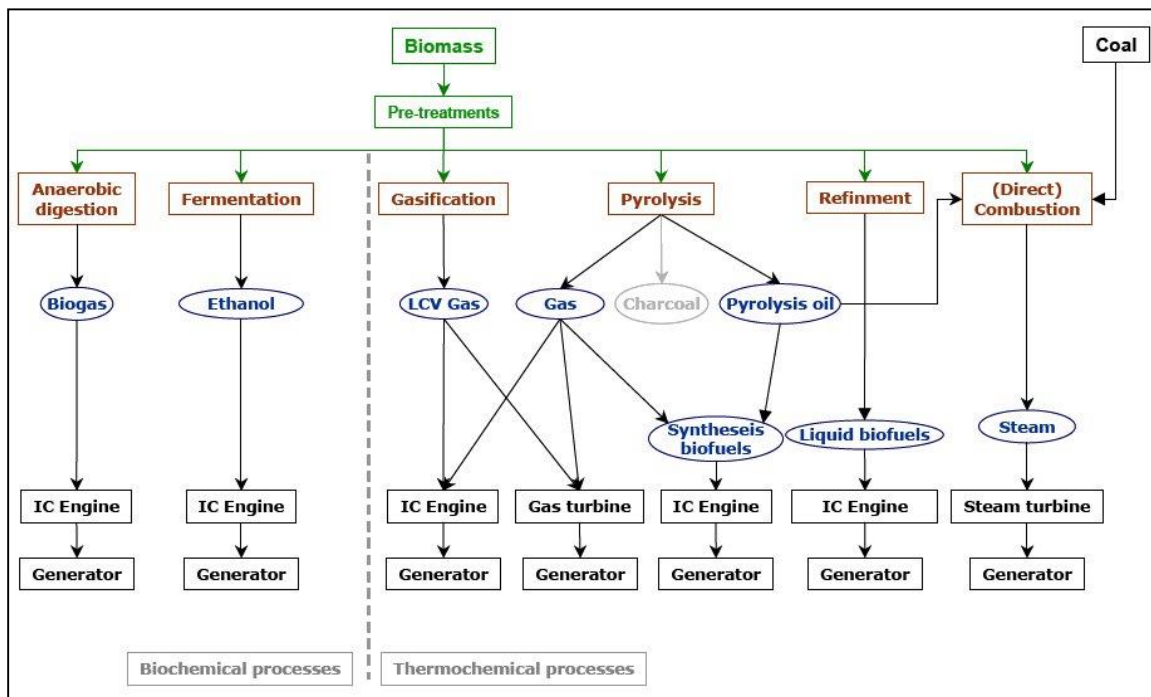 Biomass
Coal
Pre-treatments
Anaerobic
digestion
Fermentation
Gasification
Pyrolysis
Refinment
(Direct)
Combustion
Biogas
Ethanol
LCV Gas
Gas
Charcoal
Pyrolysis oil
Syntheseis
biofuels
Liquid biofuels
Steam
IC Engine
IC Engine
IC Engine
Gas turbine
IC Engine
IC Engine
Steam turbine
Generator
Generator
Generator
Generator
Generator
Generator
Generator
Biochemical processes
Thermochemical processes